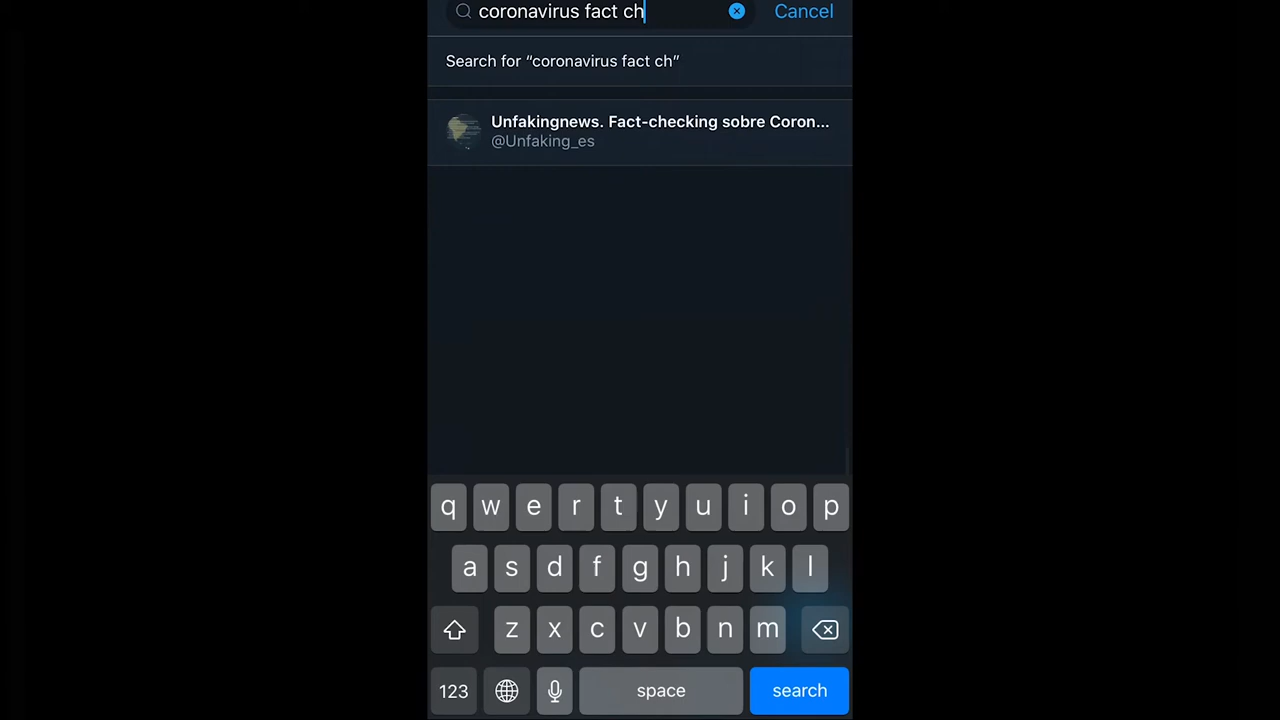 coronavirus fact ch
Cancel
Search for “coronavirus fact ch”
Unfakingnews. Fact-checking sobre Coron...
@Unfaking_es
q w e r t y u i o p
a s d f g h j k l
z x c v b n m
123 space search